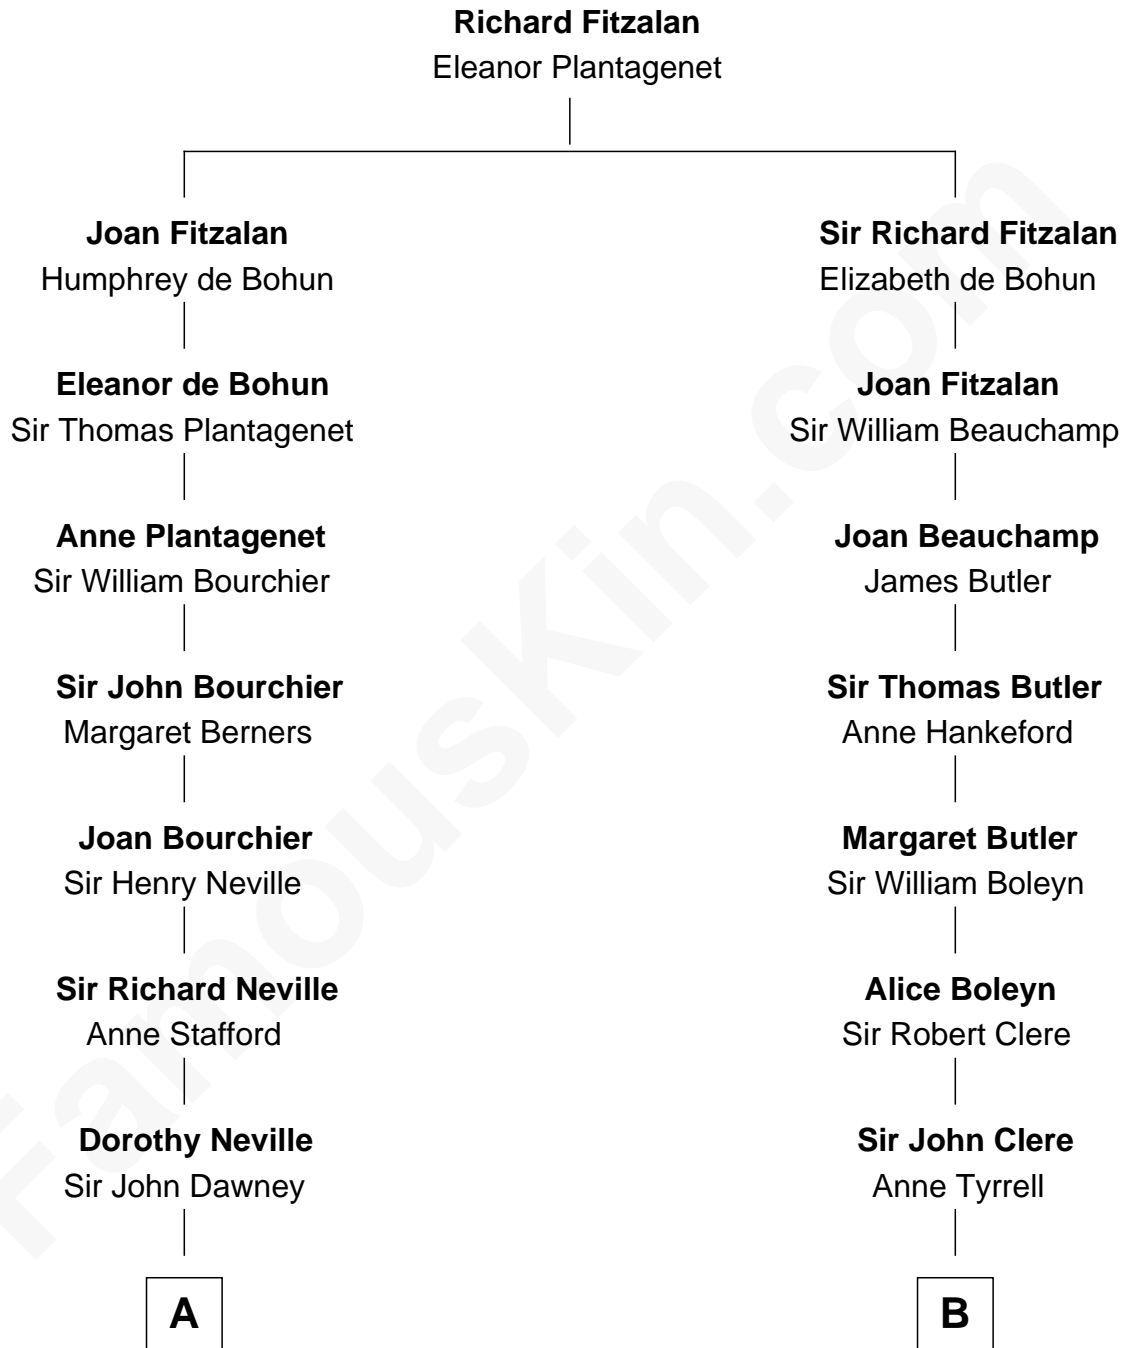 Richard Fitzalan
Eleanor Plantagenet
Joan Fitzalan
Humphrey de Bohun
Sir Richard Fitzalan
Elizabeth de Bohun
Eleanor de Bohun
Sir Thomas Plantagenet
Joan Fitzalan
Sir William Beauchamp
Anne Plantagenet
Sir William Bourchier
Joan Beauchamp
James Butler
Sir John Bourchier
Margaret Berners
Sir Thomas Butler
Anne Hankeford
Joan Bourchier
Sir Henry Neville
Margaret Butler
Sir William Boleyn
Sir Richard Neville
Anne Stafford
Alice Boleyn
Sir Robert Clere
Dorothy Neville
Sir John Dawney
Sir John Clere
Anne Tyrrell
A
B
FamousKin.com